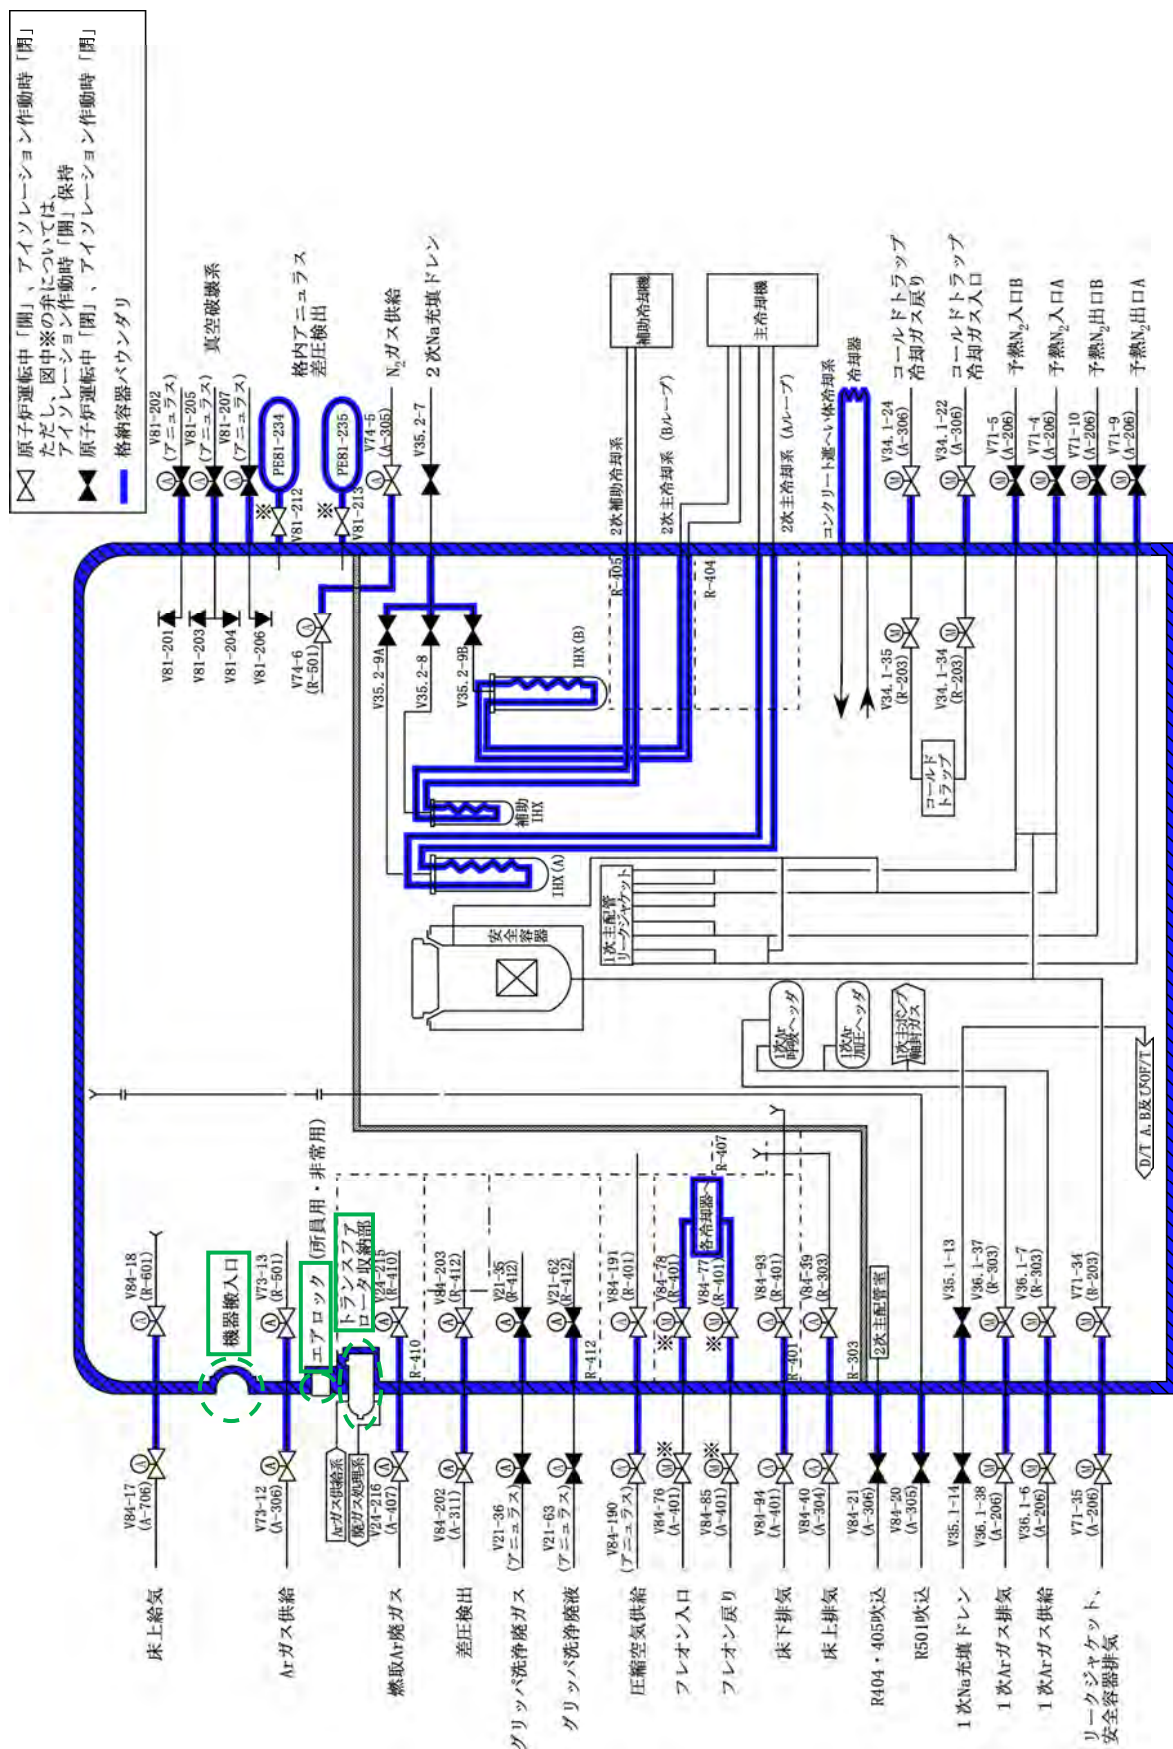 原子炉運転中「開」、アイソレーション作動時「閉」
ただし、図中※の弁については、
アイソレーション作動時「開」保持
原子炉運転中「閉」、アイソレーション作動時「閉」
格納容器バウンダリ
床上給気
V84-17
(A-706)
A
A
V84-18
(R-601)
機器搬入口
Arガス供給
V73-12
(A-306)
A
A
V73-13
(R-501)
エアロック
(所員用・非常用)
トランスファ
ロータ収納部
Arガス供給系
廃ガス処理系
燃取Ar廃ガス
V24-216
(A-407)
A
A
V24-215
(R-410)
R-410
差圧検出
V84-202
(A-311)
A
A
V84-203
(R-412)
グリッパ洗浄廃ガス
V21-36
(アニュラス)
A
A
V21-35
(R-412)
グリッパ洗浄廃液
V21-63
(アニュラス)
A
A
V21-62
(R-412)
R-412
圧縮空気供給
V84-190
(アニュラス)
A
A
V84-191
(R-401)
フレオン入口
V84-76
(A-401)
M
※
M
※
V84-78
(R-401)
フレオン戻り
V84-85
(A-401)
M
※
M
※
V84-77
(R-401)
各冷却器へ
R-407
床下排気
V84-94
(A-401)
A
A
V84-93
(R-401)
R-401
床上排気
V84-40
(A-304)
A
A
V84-39
(R-303)
R-303
R404・405吹込
V84-21
(A-306)
2次主配管室
R501吹込
V84-20
(A-305)
1次Na充填ドレン
V35.1-14
V35.1-13
1次Arガス排気
V36.1-38
(A-206)
M
M
V36.1-37
(R-303)
1次Arガス供給
V36.1-6
(A-206)
M
M
V36.1-7
(R-303)
リークジャケット、
安全容器排気
V71-35
(A-206)
M
M
V71-34
(R-203)
D/T A.B及びOF/T
1次Ar
呼吸ヘッダ
1次Ar
加圧ヘッダ
1次主ポンプ
軸封ガス
安全容器
1次主配管
リークジャケット
IHX(A)
補助
IHX
IHX(B)
コールド
トラップ
V81-201
V81-203
V81-204
V81-206
V74-6
(R-501)
A
V35.2-9A
V35.2-8
V35.2-9B
R-405
R-404
V34.1-35
(R-203)
M
V34.1-34
(R-203)
M
V81-202
(アニュラス)
A
V81-205
(アニュラス)
A
V81-207
(アニュラス)
A
真空破壊系
PE81-234
※
V81-212
PE81-235
※
V81-213
格内アニュラス
差圧検出
V74-5
(A-305)
A
N₂ガス供給
V35.2-7
2次Na充填ドレン
2次補助冷却系
補助冷却機
2次主冷却系 (Bループ)
主冷却機
2次主冷却系 (Aループ)
コンクリート遮へい体冷却系
冷却器
V34.1-24
(A-306)
M
コールドトラップ
冷却ガス戻り
V34.1-22
(A-306)
M
コールドトラップ
冷却ガス入口
V71-5
(A-206)
M
予熱N₂入口B
V71-4
(A-206)
M
予熱N₂入口A
V71-10
(A-206)
M
予熱N₂出口B
V71-9
(A-206)
M
予熱N₂出口A